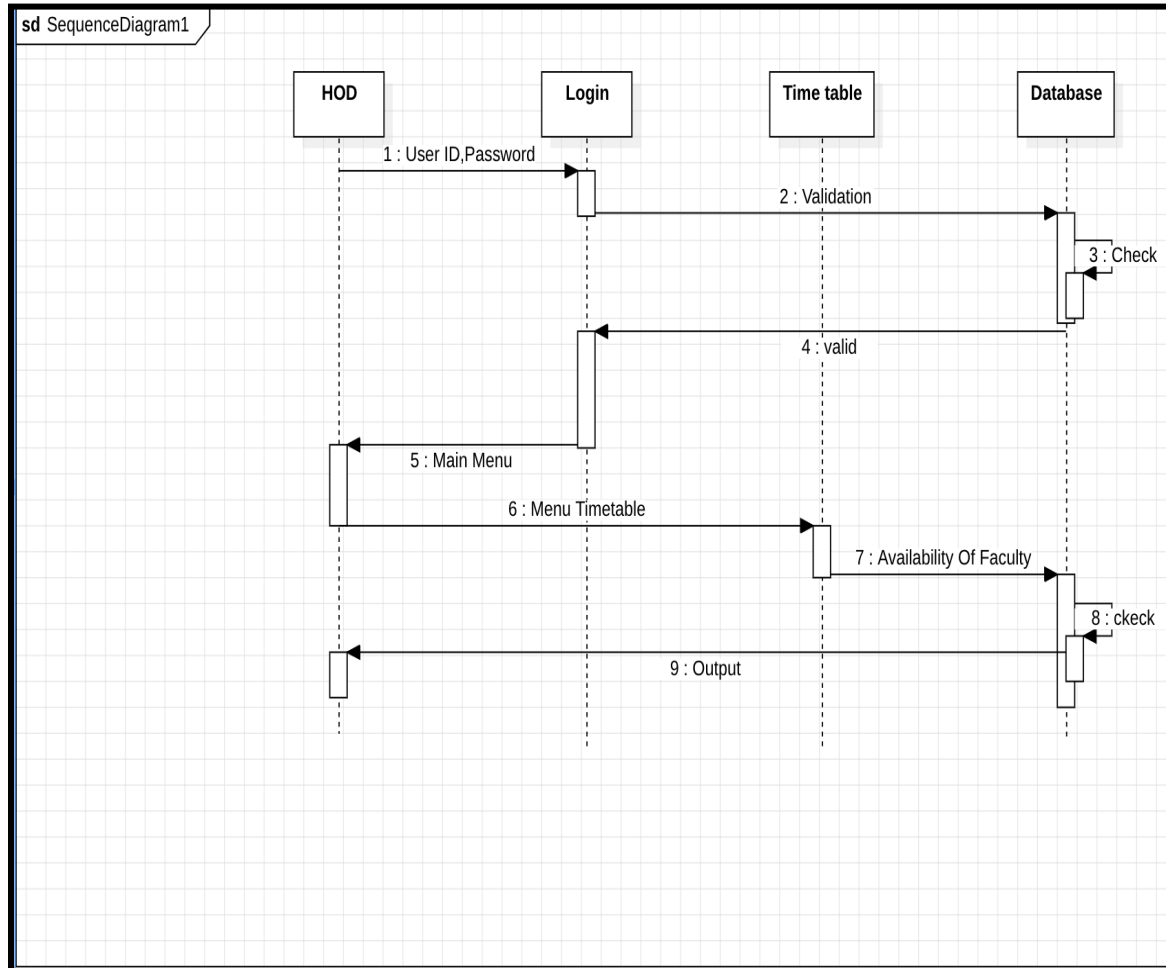 sd SequenceDiagram1
HOD
Login
Time table
Database
1 : User ID,Password
2 : Validation
3 : Check
4 : valid
5 : Main Menu
6 : Menu Timetable
7 : Availability Of Faculty
8 : ckeck
9 : Output